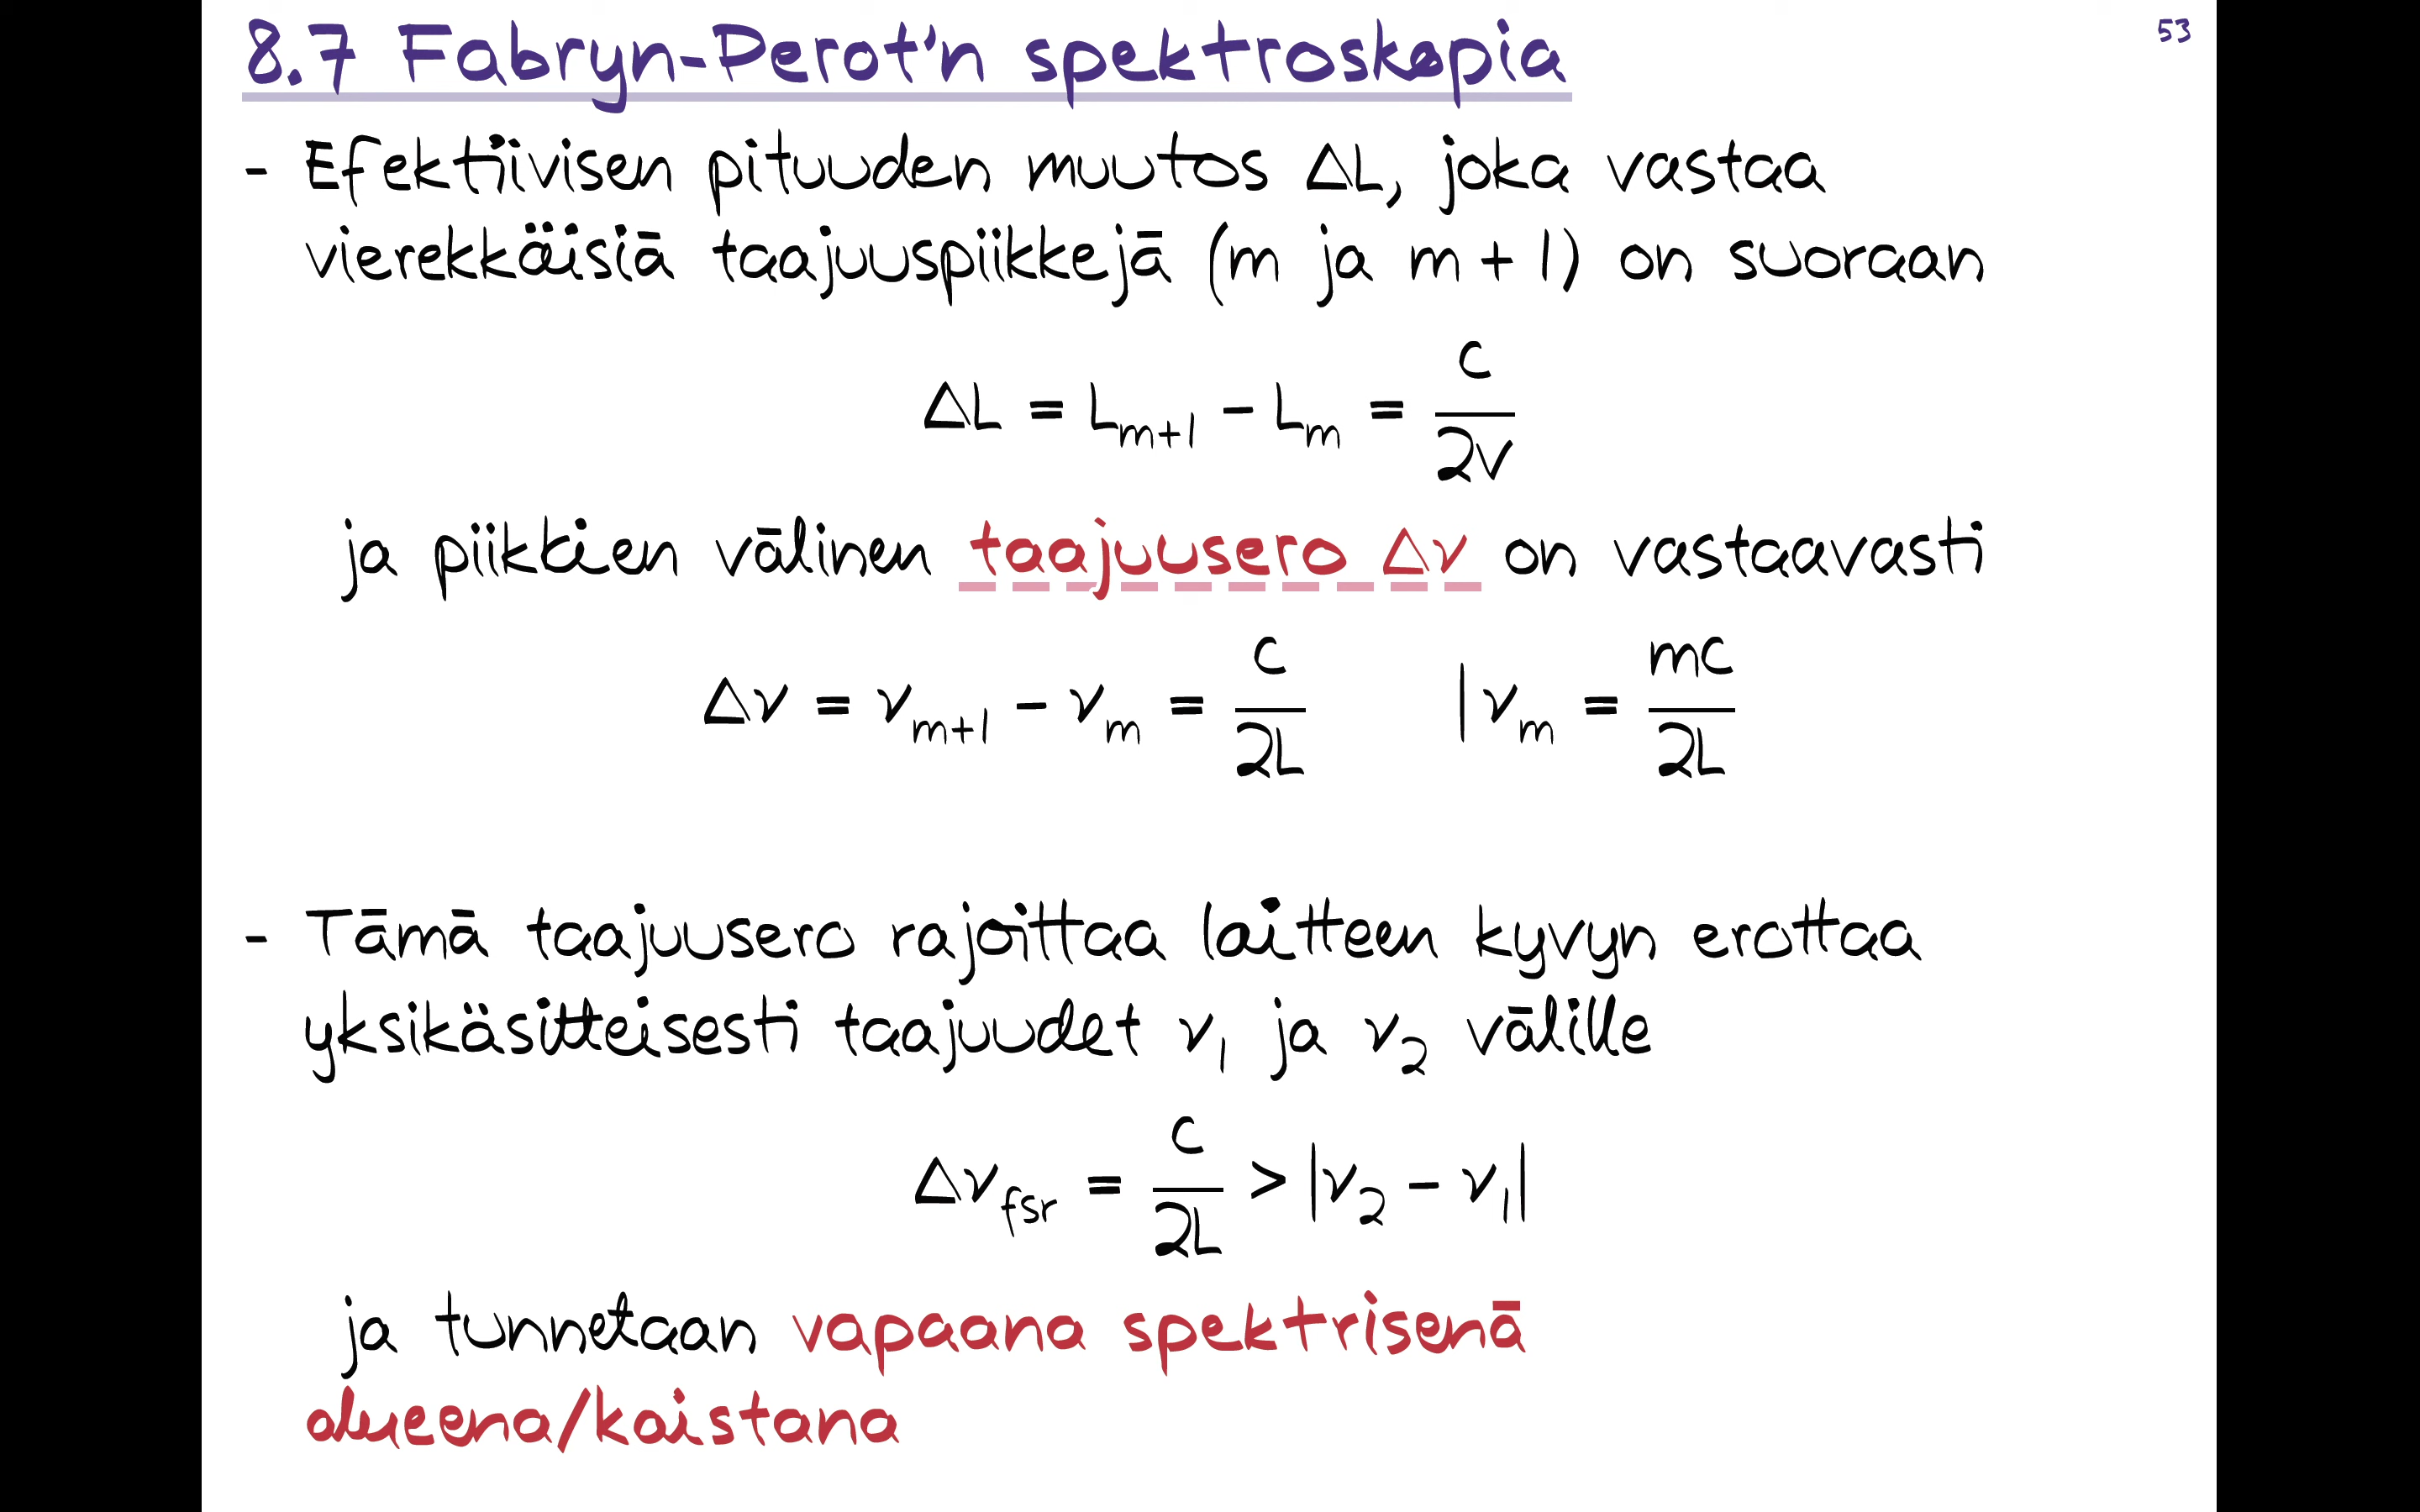 8.7 Fabryn-Perot'n spektroskopia
53
- Efektiivisen pituuden muutos ΔL, joka vastaa
vierekkäisiä taajuuspiikkejä (m ja m + 1) on suoraan
ΔL = L_{m+1} - L_m = c/2ν
ja piikkien välinen taajuusero Δν on vastaavasti
Δν = ν_{m+1} - ν_m = c/2L | ν_m = mc/2L
- Tämä taajuusero rajoittaa laitteen kyvyn erottaa
yksikäsitteisesti taajuudet ν_1 ja ν_2 välille
Δν_{fsr} = c/2L > |ν_2 - ν_1|
ja tunnetaan vapaana spektrisenä
alueena/kaistana